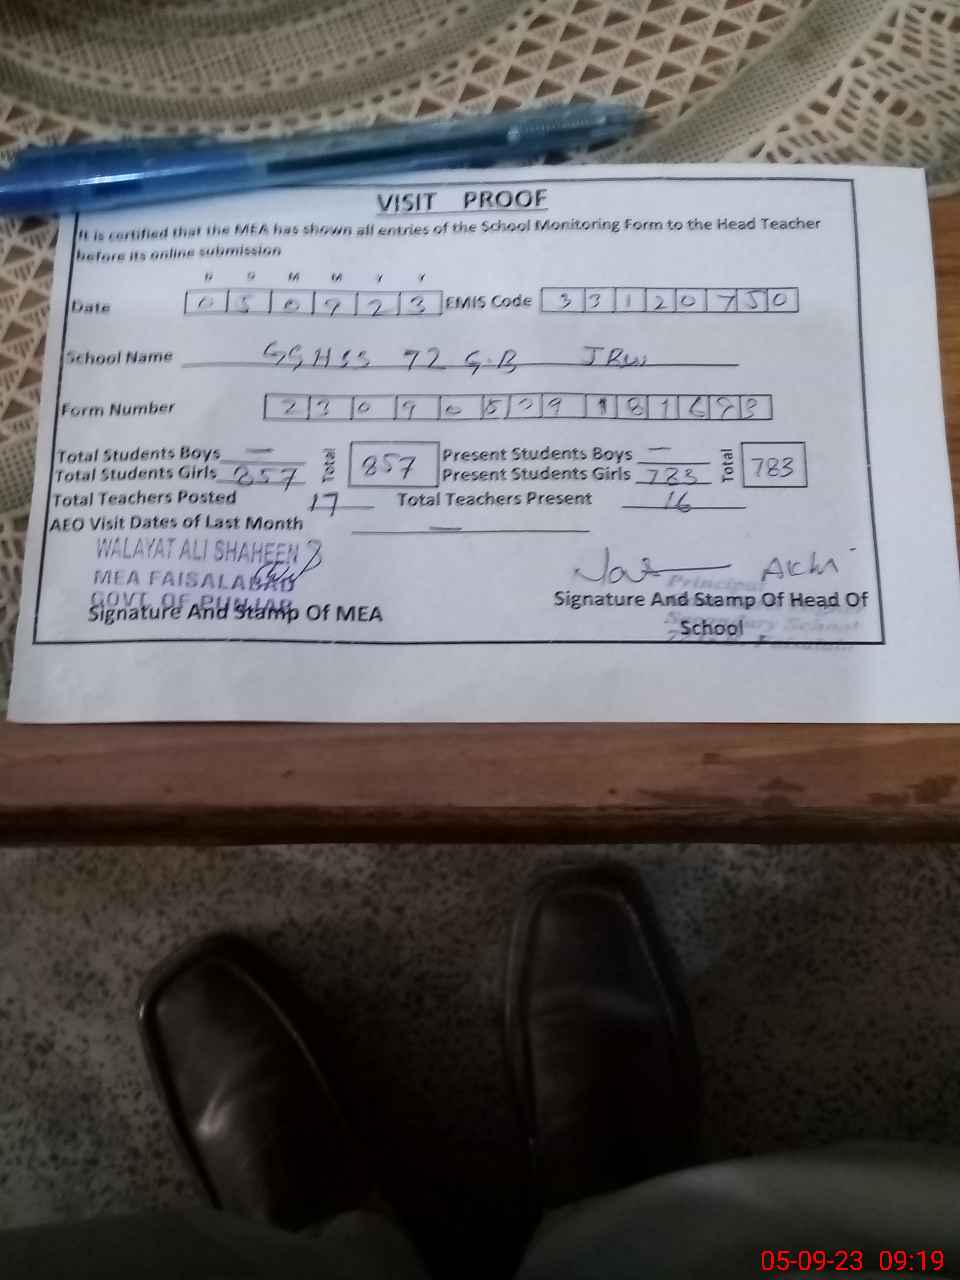 VISIT PROOF
It is certified that the MEA has shown all entries of the School Monitoring Form to the Head Teacher
before its online submission
D D M M Y Y
Date 0 5 0 9 2 3 EMIS Code 3 3 1 2 0 7 5 0
School Name GGHSS 72 G-B JRW
Form Number 2 3 0 9 0 5 9 1 8 1 6 3
Total Students Boys — Total 857 Present Students Boys — Total 783
Total Students Girls 857 Present Students Girls 783
Total Teachers Posted 17 Total Teachers Present 16
AEO Visit Dates of Last Month —
WALAYAT ALI SHAHEEN
MEA FAISALABAD
GOVT. OF PUNJAB
Signature And Stamp Of MEA
Principal
Signature And Stamp Of Head Of
School
Secondary School
05-09-23 09:19